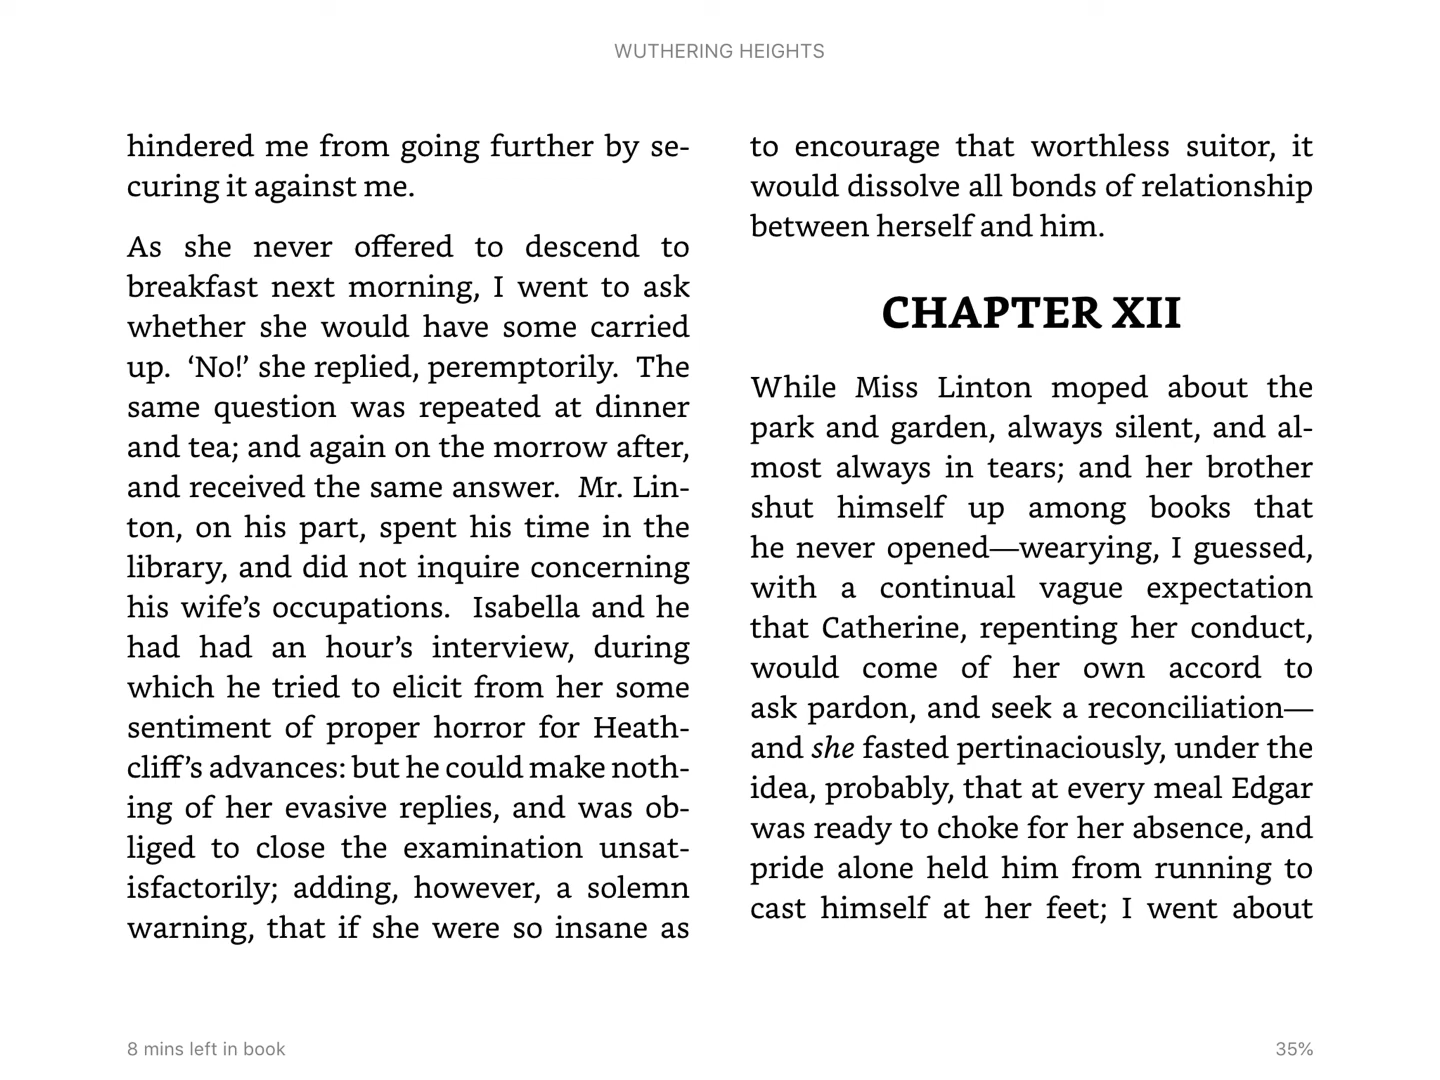 WUTHERING HEIGHTS
hindered me from going further by se-
curing it against me.
As she never offered to descend to
breakfast next morning, I went to ask
whether she would have some carried
up.  ‘No!’ she replied, peremptorily.  The
same question was repeated at dinner
and tea; and again on the morrow after,
and received the same answer.  Mr. Lin-
ton, on his part, spent his time in the
library, and did not inquire concerning
his wife’s occupations.  Isabella and he
had had an hour’s interview, during
which he tried to elicit from her some
sentiment of proper horror for Heath-
cliff’s advances: but he could make noth-
ing of her evasive replies, and was ob-
liged to close the examination unsat-
isfactorily; adding, however, a solemn
warning, that if she were so insane as
to encourage that worthless suitor, it
would dissolve all bonds of relationship
between herself and him.
CHAPTER XII
While Miss Linton moped about the
park and garden, always silent, and al-
most always in tears; and her brother
shut himself up among books that
he never opened—wearying, I guessed,
with a continual vague expectation
that Catherine, repenting her conduct,
would come of her own accord to
ask pardon, and seek a reconciliation—
and she fasted pertinaciously, under the
idea, probably, that at every meal Edgar
was ready to choke for her absence, and
pride alone held him from running to
cast himself at her feet; I went about
8 mins left in book
35%